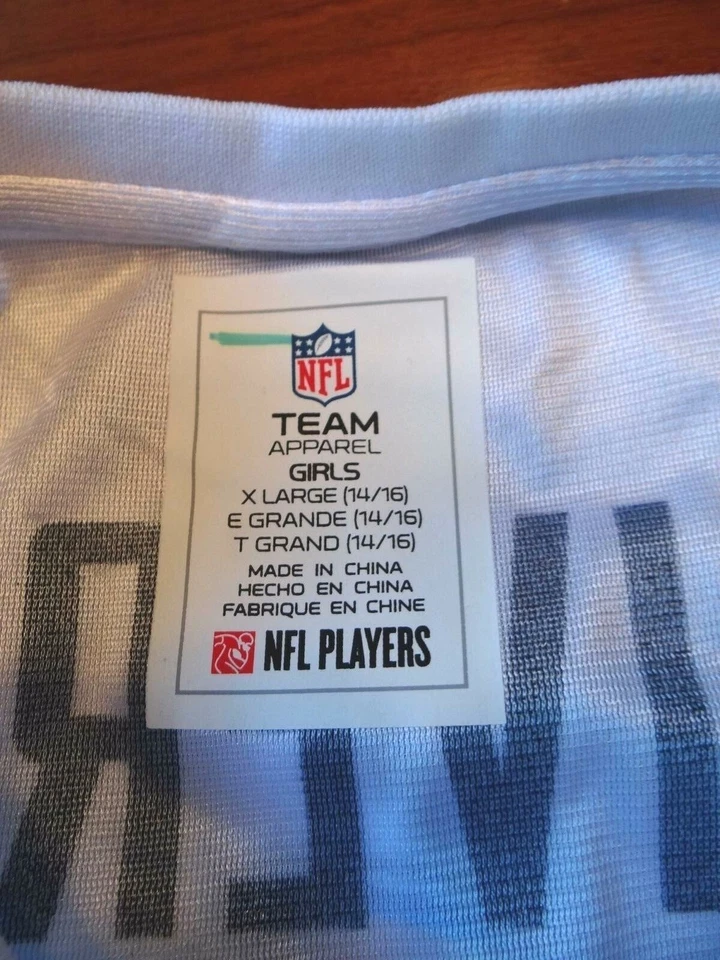 NFL
TEAM
APPAREL
GIRLS
X LARGE (14/16)
E GRANDE (14/16)
T GRAND (14/16)
MADE IN CHINA
HECHO EN CHINA
FABRIQUE EN CHINE
NFL PLAYERS